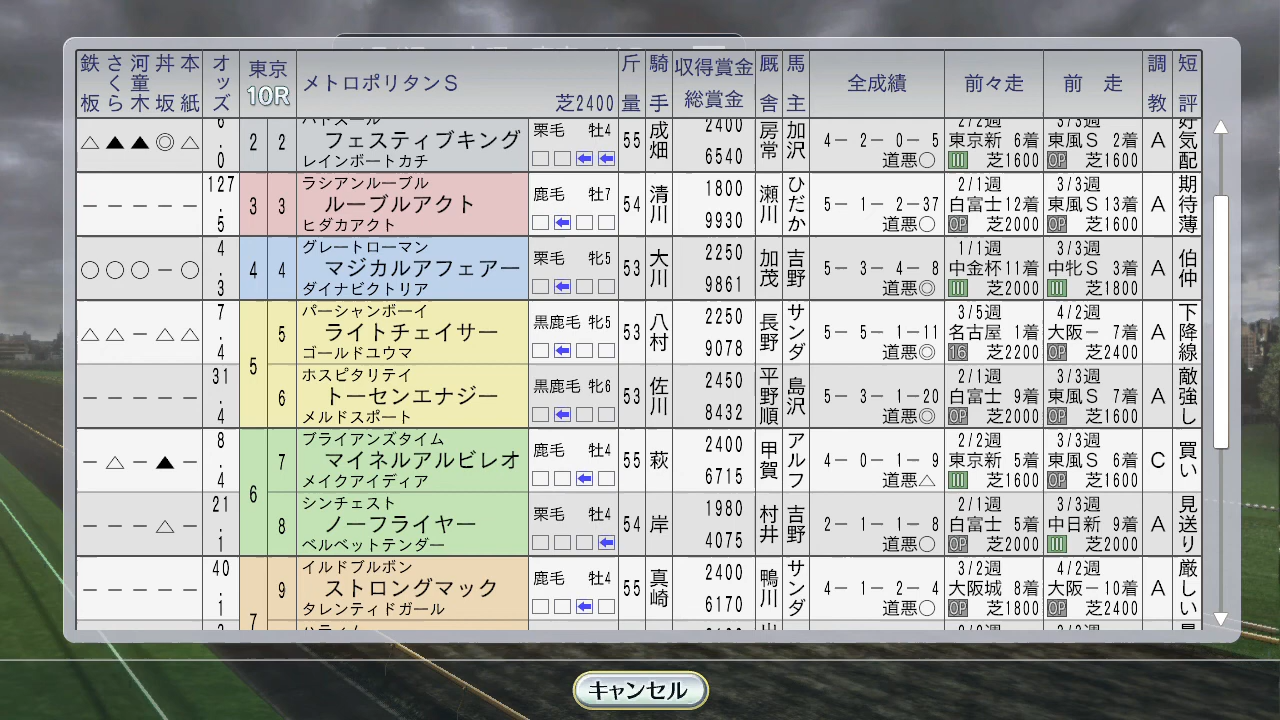 鉄板 さくら 河童木 丼坂 本紙 オッズ 東京 10R メトロポリタンS 芝2400 斤量 騎手 収得賞金 総賞金 厩舎 馬主 全成績 前々走 前 走 調教 短評
△▲▲◎△ 6.0 2 2
フェスティブキング
レインボートカチ
栗毛 牡4 55 成畑 2400 6540 房常 加沢
4－2－0－5 道悪○
2/2週 東京新 6着 III 芝1600
3/3週 東風S 2着 OP 芝1600
A 好気配
－－－－－ 127.5 3 3
ラシアンルーブル
ルーブルアクト
ヒダカアクト
鹿毛 牡7 54 清川 1800 9930 瀬川 ひだか
5－1－2－37 道悪○
2/1週 白富士12着 OP 芝2000
3/3週 東風S13着 OP 芝1600
A 期待薄
○○○－○ 4.3 4 4
グレートローマン
マジカルアフェアー
ダイナビクトリア
栗毛 牝5 53 大川 2250 9861 加茂 吉野
5－3－4－8 道悪◎
1/1週 中金杯11着 III 芝2000
3/3週 中牝S 3着 III 芝1800
A 伯仲
△△－△△ 7.4 5 5
パーシャンボーイ
ライトチェイサー
ゴールドユウマ
黒鹿毛 牝5 53 八村 2250 9078 長野 サンダ
5－5－1－11 道悪◎
3/5週 名古屋 1着 16 芝2200
4/2週 大阪－ 7着 OP 芝2400
A 下降線
－－－－－ 31.4 6
ホスピタリテイ
トーセンエナジー
メルドスポート
黒鹿毛 牝6 53 佐川 2450 8432 平野順 島沢
5－3－1－20 道悪◎
2/1週 白富士 9着 OP 芝2000
3/3週 東風S 7着 OP 芝1600
A 敵強し
－△－▲－ 8.4 6 7
ブライアンズタイム
マイネルアルビレオ
メイクアイディア
鹿毛 牡4 55 萩 2400 6715 甲賀 アルフ
4－0－1－9 道悪△
2/2週 東京新 5着 III 芝1600
3/3週 東風S 6着 OP 芝1600
C 買い
－－－△－ 21.1 8
シンチェスト
ノーフライヤー
ベルベットテンダー
栗毛 牡4 54 岸 1980 4075 村井 吉野
2－1－1－8 道悪○
2/1週 白富士 5着 OP 芝2000
3/3週 中日新 9着 III 芝2000
A 見送り
－－－－－ 40.1 7 9
イルドブルボン
ストロングマック
タレンティドガール
鹿毛 牡4 55 真崎 2400 6170 鴨川 サンダ
4－1－2－4 道悪○
3/2週 大阪城 8着 OP 芝1800
4/2週 大阪－10着 OP 芝2400
A 厳しい
キャンセル